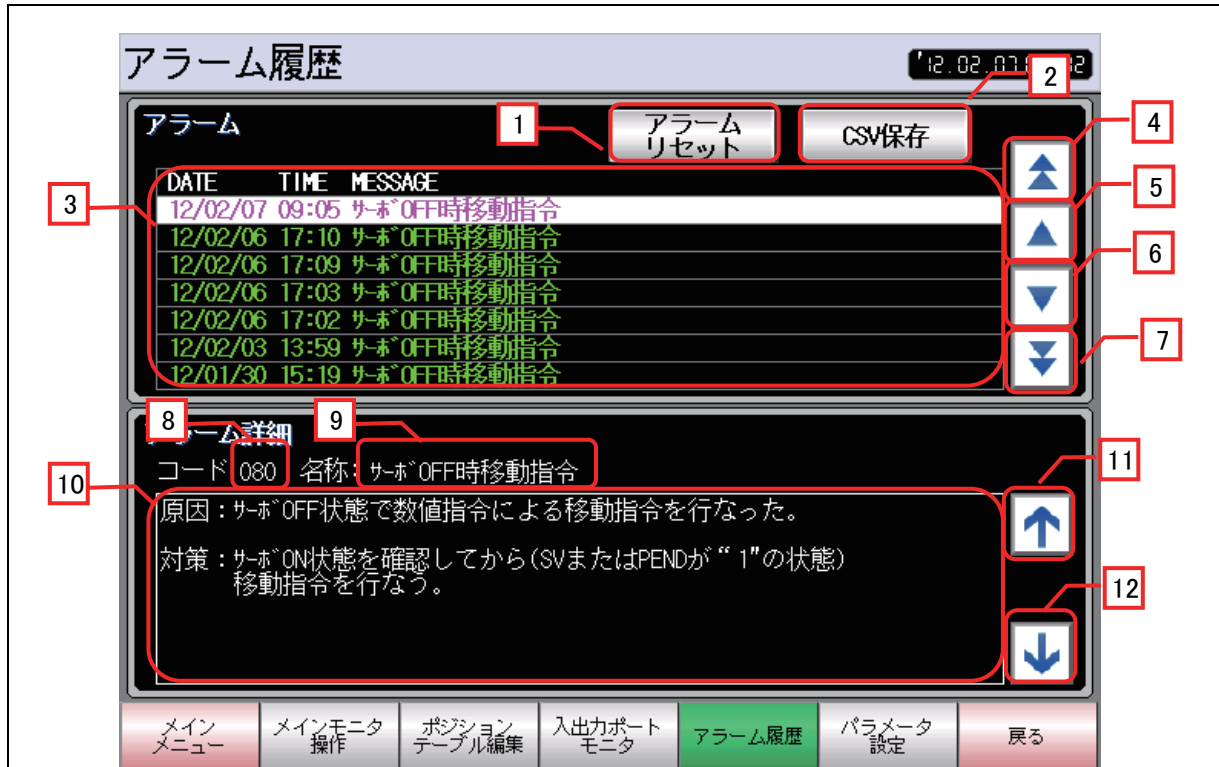 アラーム履歴
'12.02.07
2
アラーム
1
アラーム
リセット
CSV保存
4
3
DATE TIME MESSAGE
5
12/02/07 09:05 ｻｰﾎﾞOFF時移動指令
12/02/06 17:10 ｻｰﾎﾞOFF時移動指令
6
12/02/06 17:09 ｻｰﾎﾞOFF時移動指令
12/02/06 17:03 ｻｰﾎﾞOFF時移動指令
12/02/06 17:02 ｻｰﾎﾞOFF時移動指令
7
12/02/03 13:59 ｻｰﾎﾞOFF時移動指令
12/01/30 15:19 ｻｰﾎﾞOFF時移動指令
8
9
アラーム詳細
コード 080 名称: ｻｰﾎﾞOFF時移動指令
11
10
原因：ｻｰﾎﾞOFF状態で数値指令による移動指令を行なった。
対策：ｻｰﾎﾞON状態を確認してから(SVまたはPENDが“1"の状態)
移動指令を行なう。
12
メイン
メニュー
メインモニタ
操作
ポジション
テーブル編集
入出力ポート
モニタ
アラーム履歴
パラメータ
設定
戻る